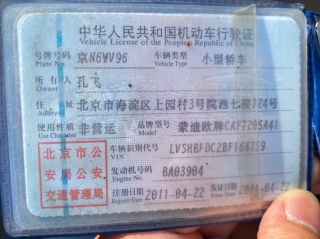 中华人民共和国机动车行驶证
Vehicle License of the People's Republic of China
号牌号码 京N6WV96 车辆类型 小型轿车
Plate No. Vehicle Type
所有人 孔飞
Owner
住址 北京市海淀区上园村3号院西七楼724号
Address
使用性质 非营运 品牌型号 蒙迪欧牌CAF7205A41
Use Character Model
北京市公 车辆识别代号 LVSHBFDC2BF164759
VIN
安局公安 发动机号码 BA03904
Engine No.
交通管理局 注册日期 2011-04-22 发证日期 2011-04-22
Register Date Issue Date